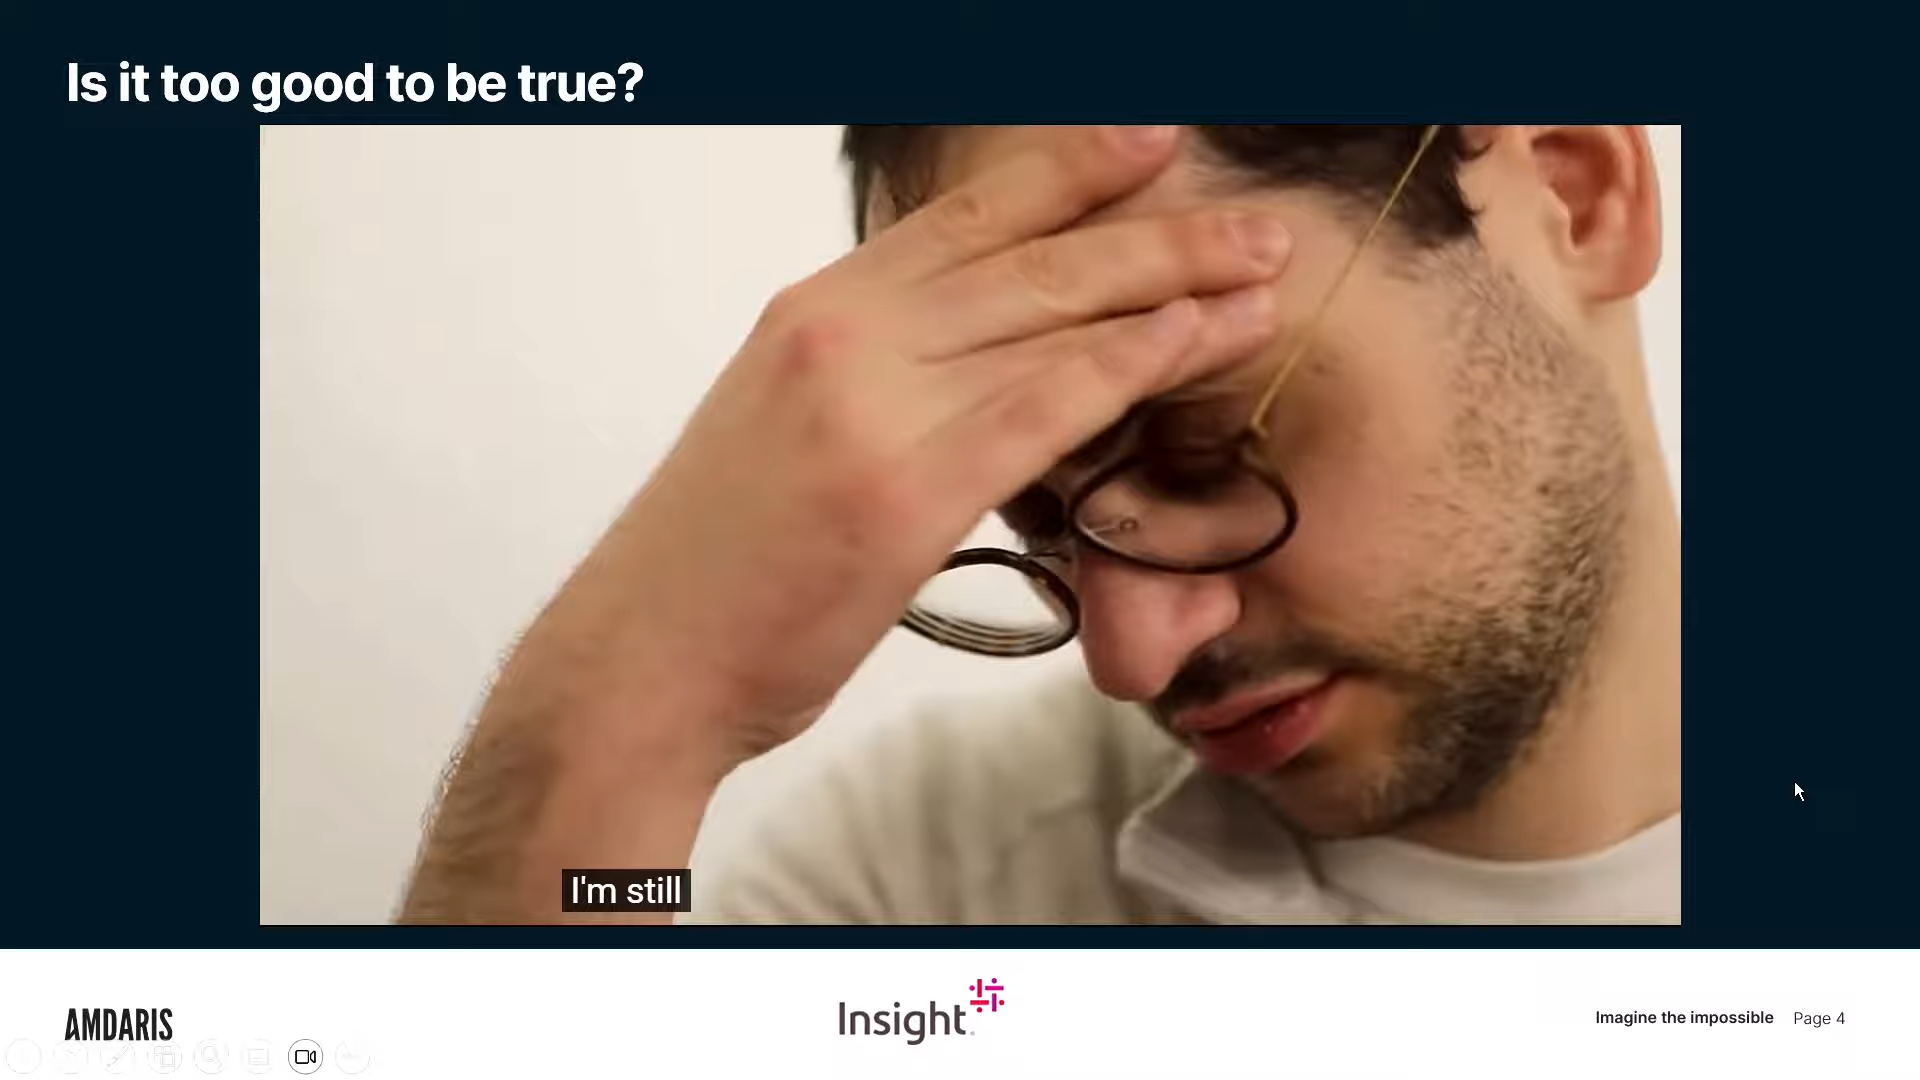 Is it too good to be true?
I'm still
AMDARIS
Insight
Imagine the impossible Page 4